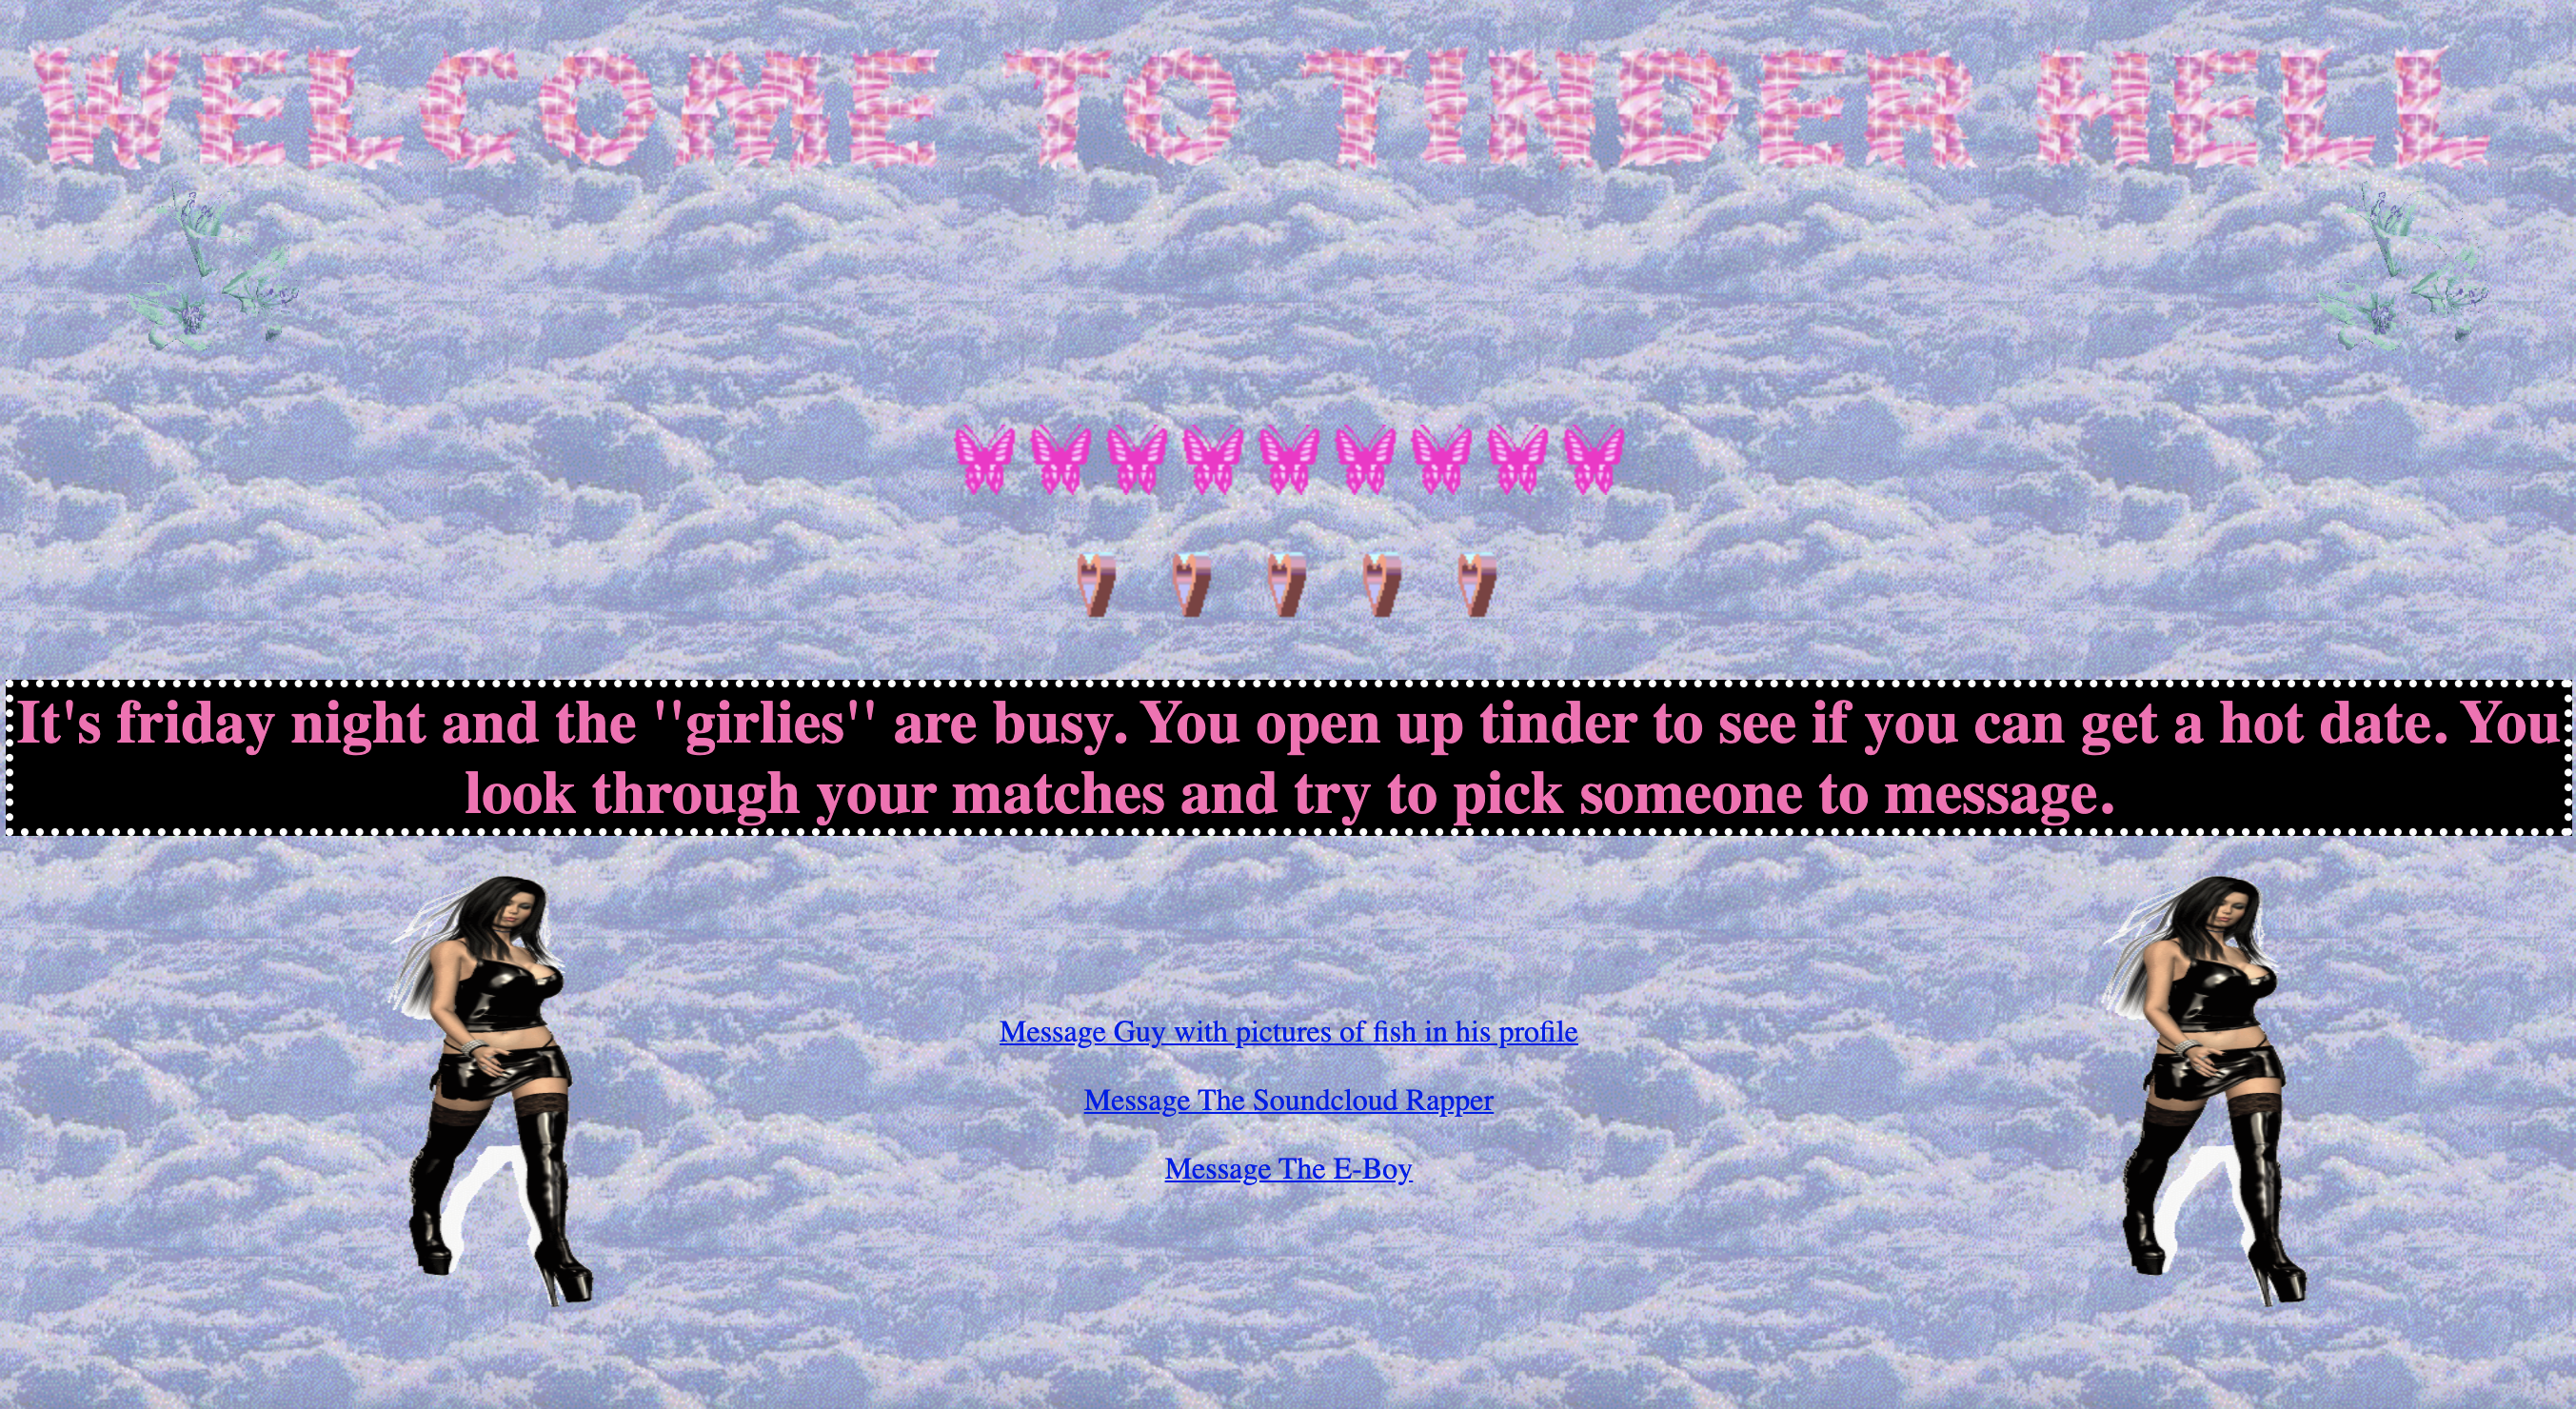 WELCOME TO TINDER HELL
It's friday night and the "girlies" are busy. You open up tinder to see if you can get a hot date. You
look through your matches and try to pick someone to message.
Message Guy with pictures of fish in his profile
Message The Soundcloud Rapper
Message The E-Boy